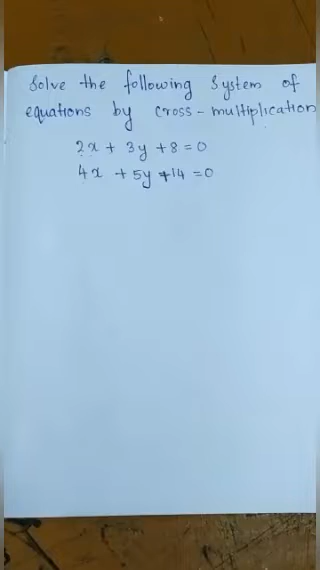 Solve the following System of
equations by cross-multiplication
2x + 3y + 8 = 0
4x + 5y + 14 = 0